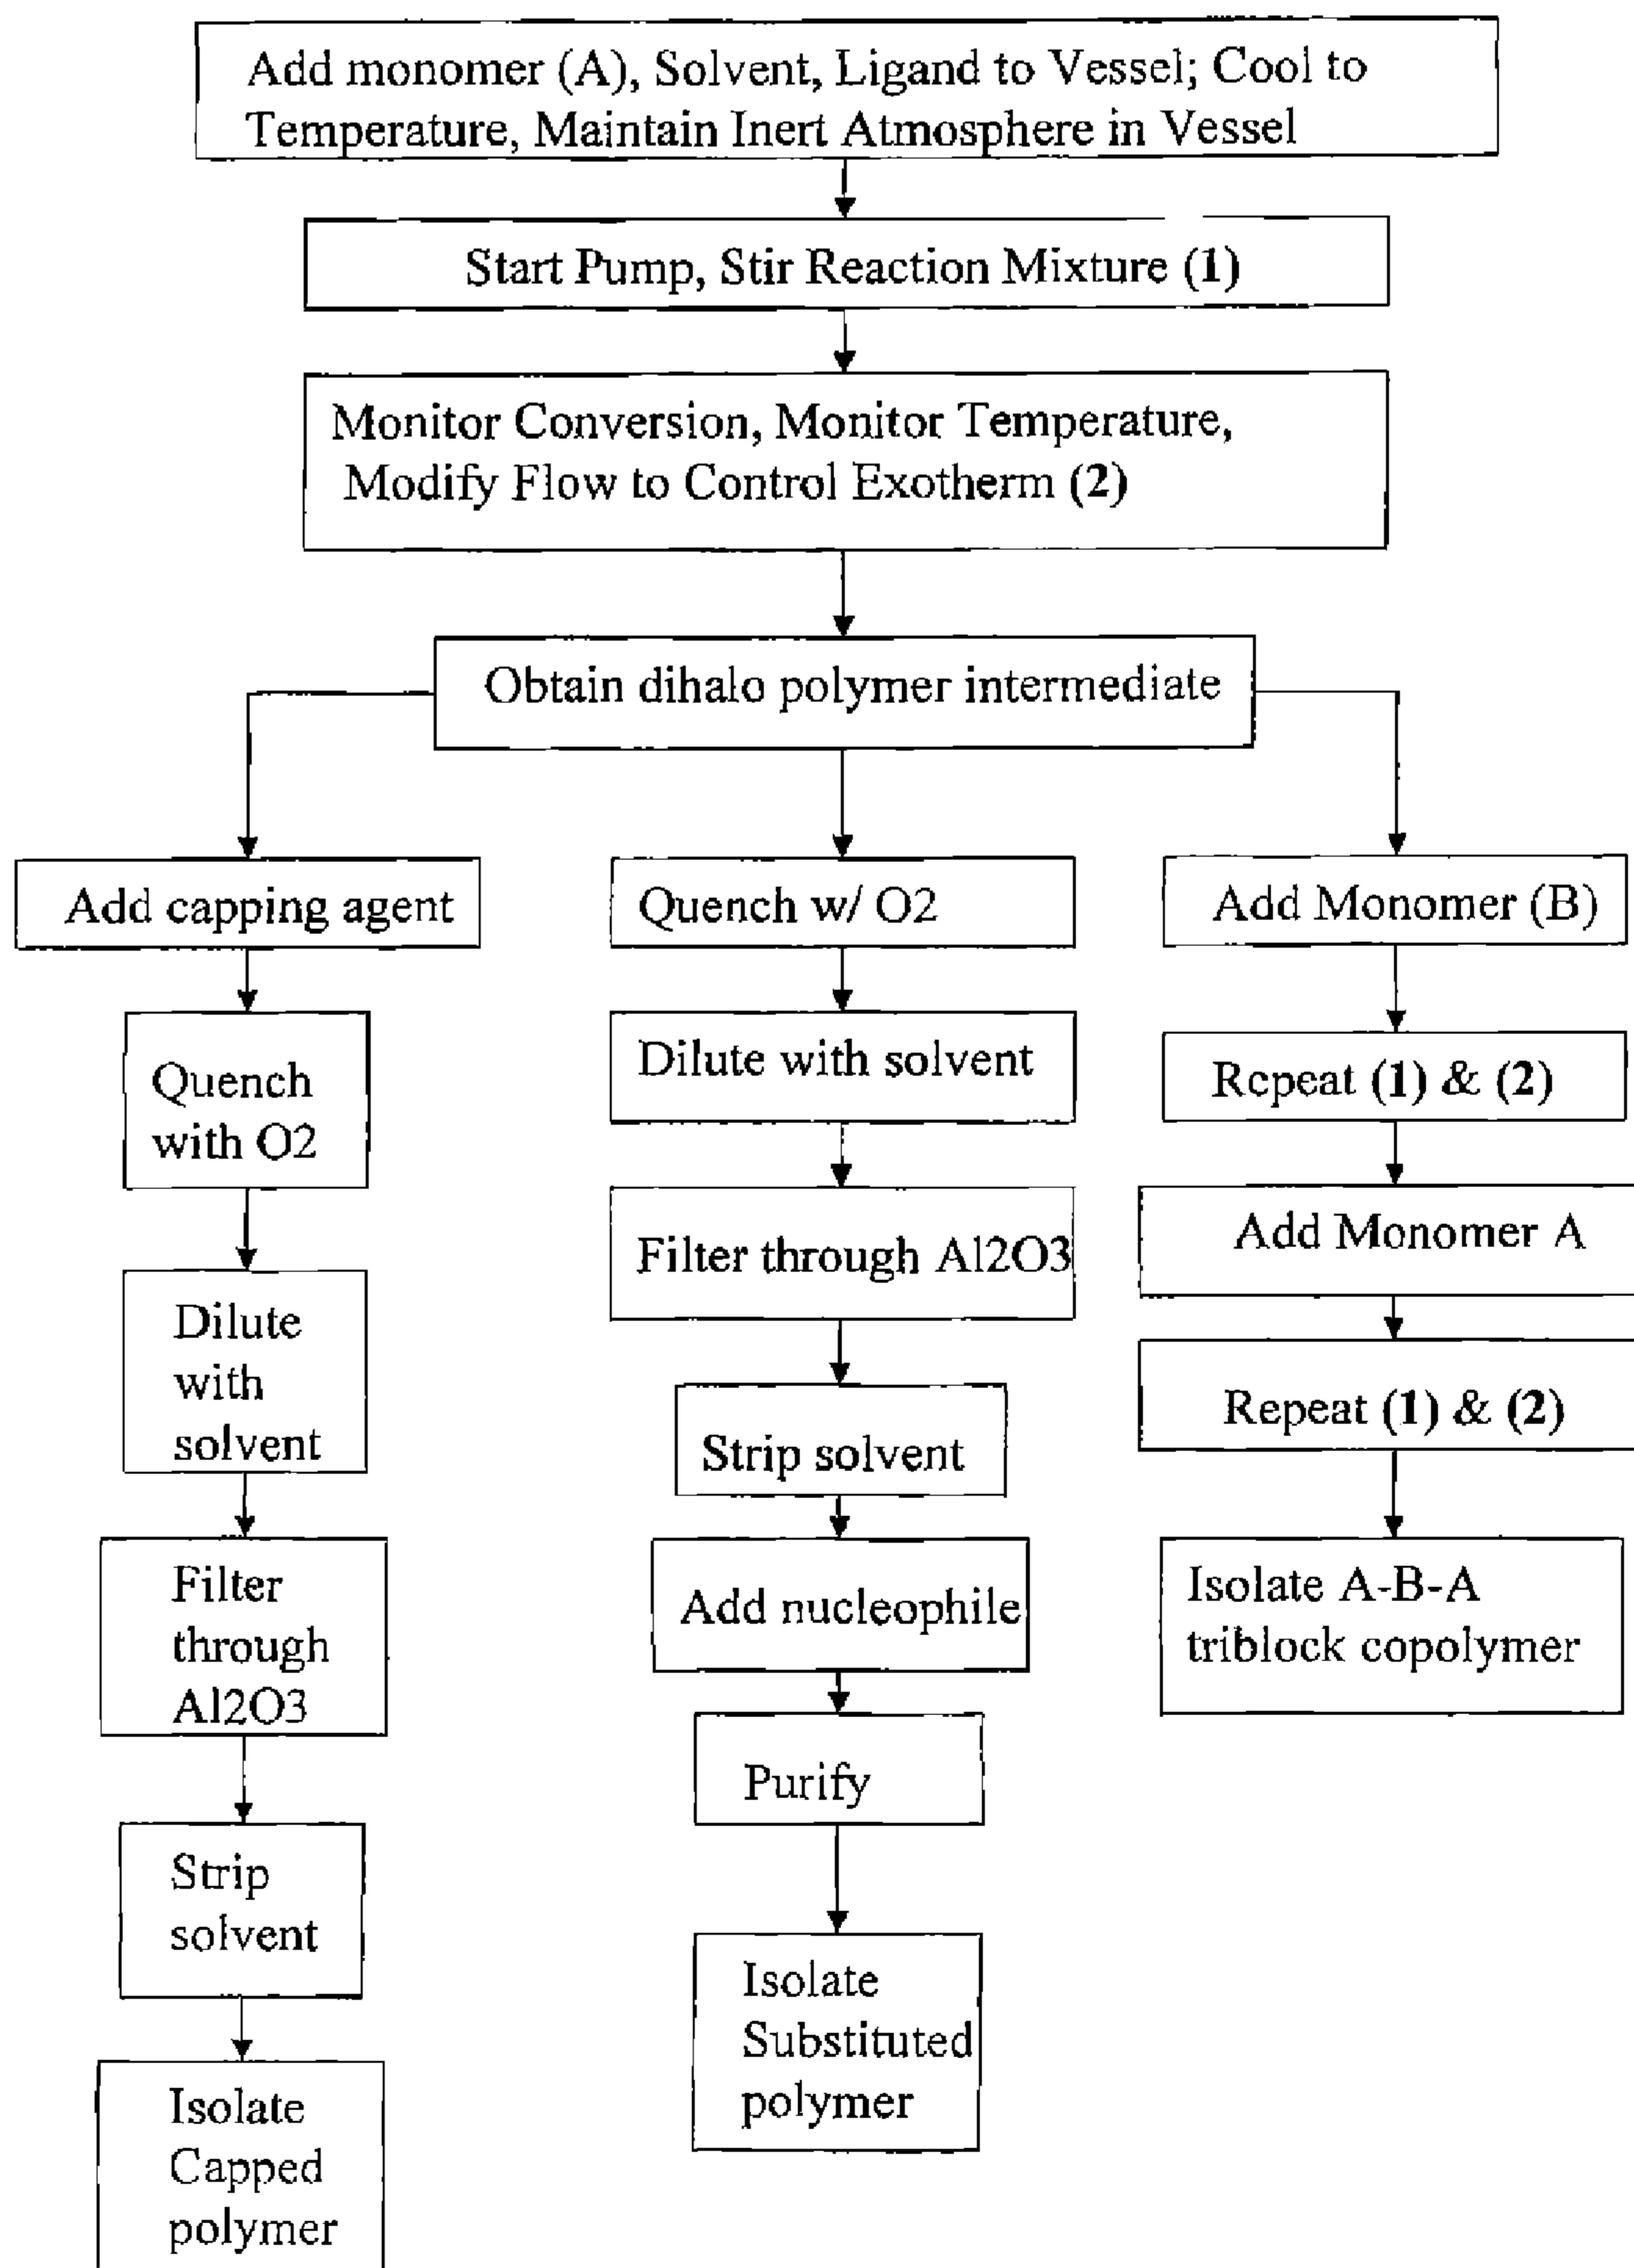 Add monomer (A), Solvent, Ligand to Vessel; Cool to
Temperature, Maintain Inert Atmosphere in Vessel
Start Pump, Stir Reaction Mixture (1)
Monitor Conversion, Monitor Temperature,
Modify Flow to Control Exotherm (2)
Obtain dihalo polymer intermediate
Add capping agent
Quench
with O2
Dilute
with
solvent
Filter
through
Al2O3
Strip
solvent
Isolate
Capped
polymer
Quench w/ O2
Dilute with solvent
Filter through Al2O3
Strip solvent
Add nucleophile
Purify
Isolate
Substituted
polymer
Add Monomer (B)
Repeat (1) & (2)
Add Monomer A
Repeat (1) & (2)
Isolate A-B-A
triblock copolymer